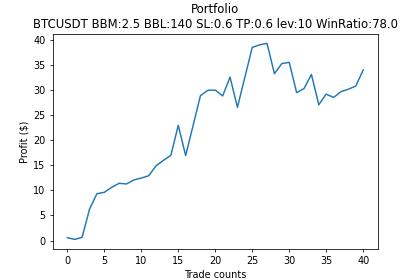 Portfolio
BTCUSDT BBM:2.5 BBL:140 SL:0.6 TP:0.6 lev:10 WinRatio:78.0
40
35
30
25
20
15
10
5
0
Profit ($)
0 5 10 15 20 25 30 35 40
Trade counts